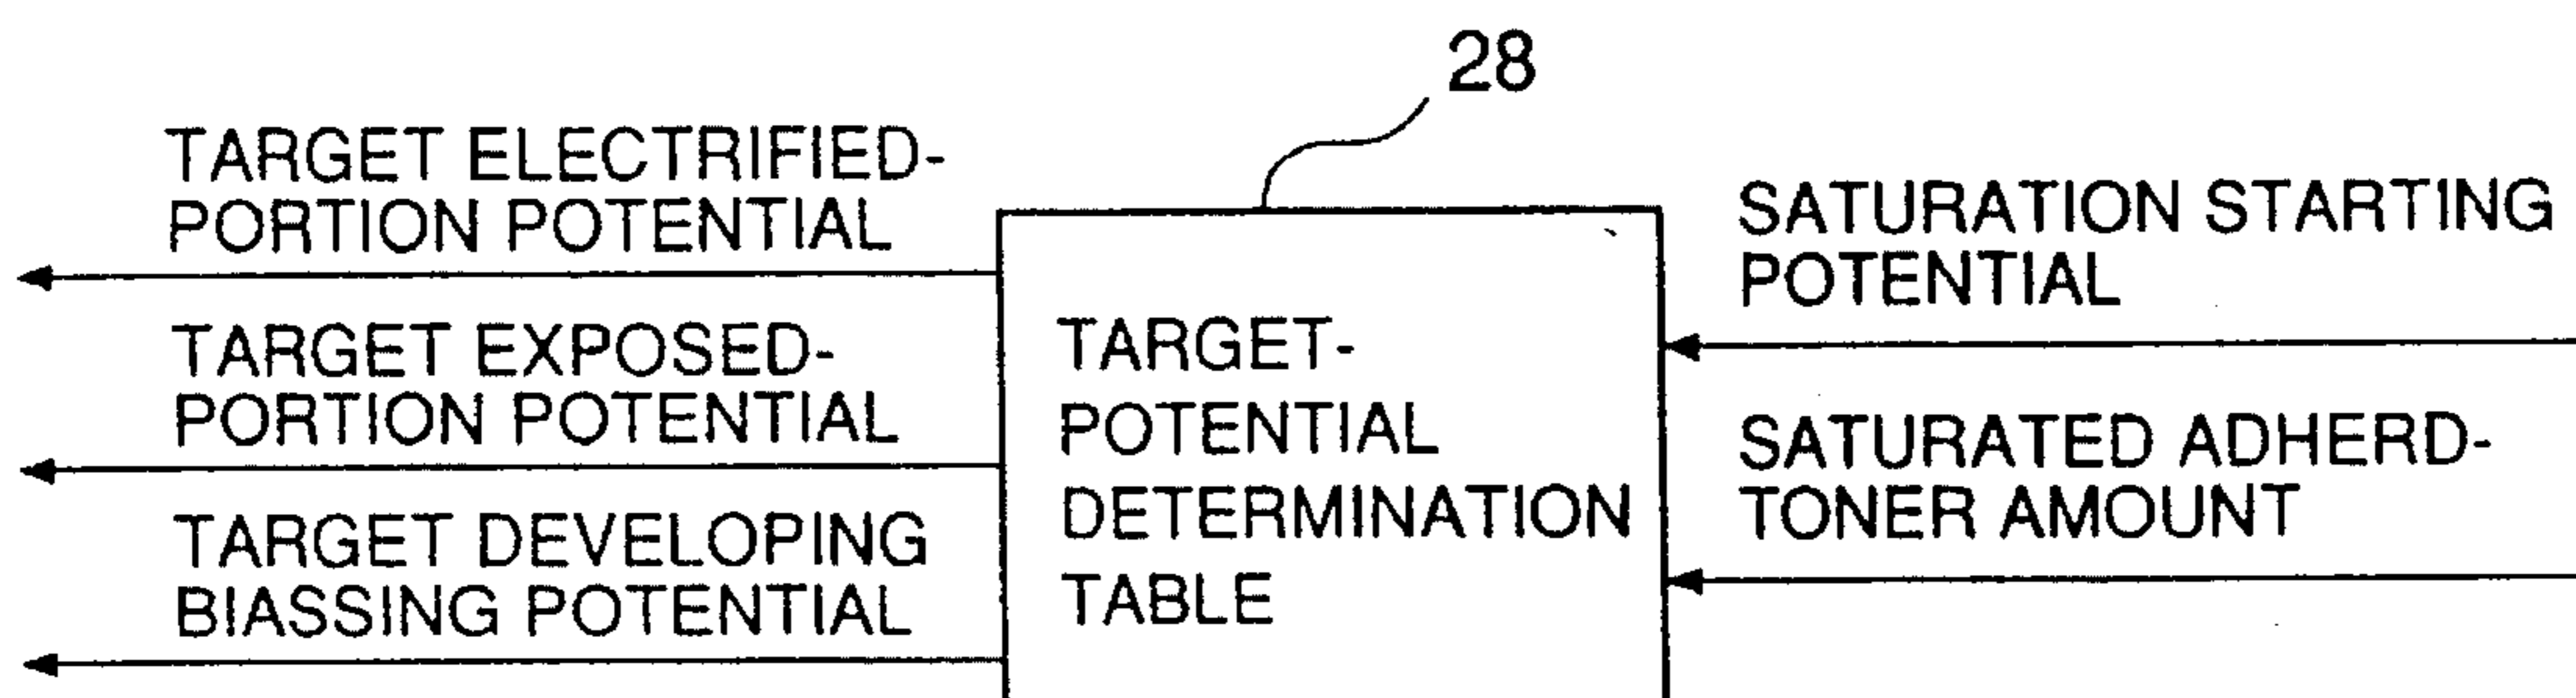 28
TARGET ELECTRIFIED-
PORTION POTENTIAL
TARGET EXPOSED-
PORTION POTENTIAL
TARGET DEVELOPING
BIASSING POTENTIAL
TARGET-
POTENTIAL
DETERMINATION
TABLE
SATURATION STARTING
POTENTIAL
SATURATED ADHERD-
TONER AMOUNT